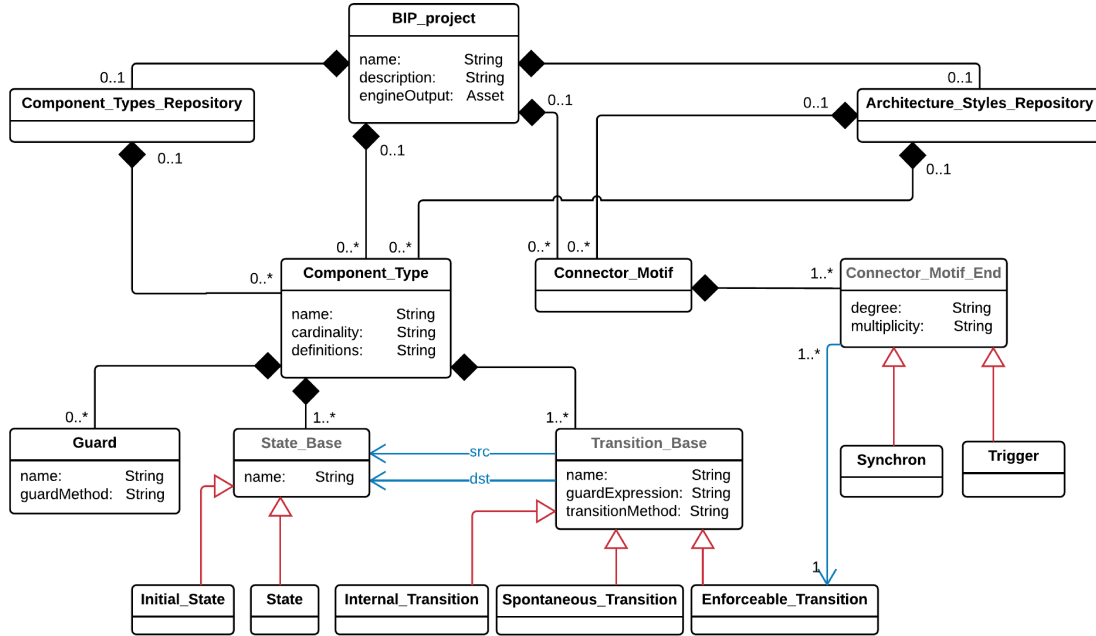 BIP_project
name: String
description: String
engineOutput: Asset
0..1
0..1
0..1
0..1
Component_Types_Repository
Architecture_Styles_Repository
0..1
0..1
0..1
0..*
0..*
0..*
0..*
0..*
Component_Type
name: String
cardinality: String
definitions: String
Connector_Motif
1..*
Connector_Motif_End
degree: String
multiplicity: String
1..*
0..*
1..*
1..*
Guard
name: String
guardMethod: String
State_Base
name: String
src
dst
Transition_Base
name: String
guardExpression: String
transitionMethod: String
Synchron
Trigger
1
Initial_State
State
Internal_Transition
Spontaneous_Transition
Enforceable_Transition